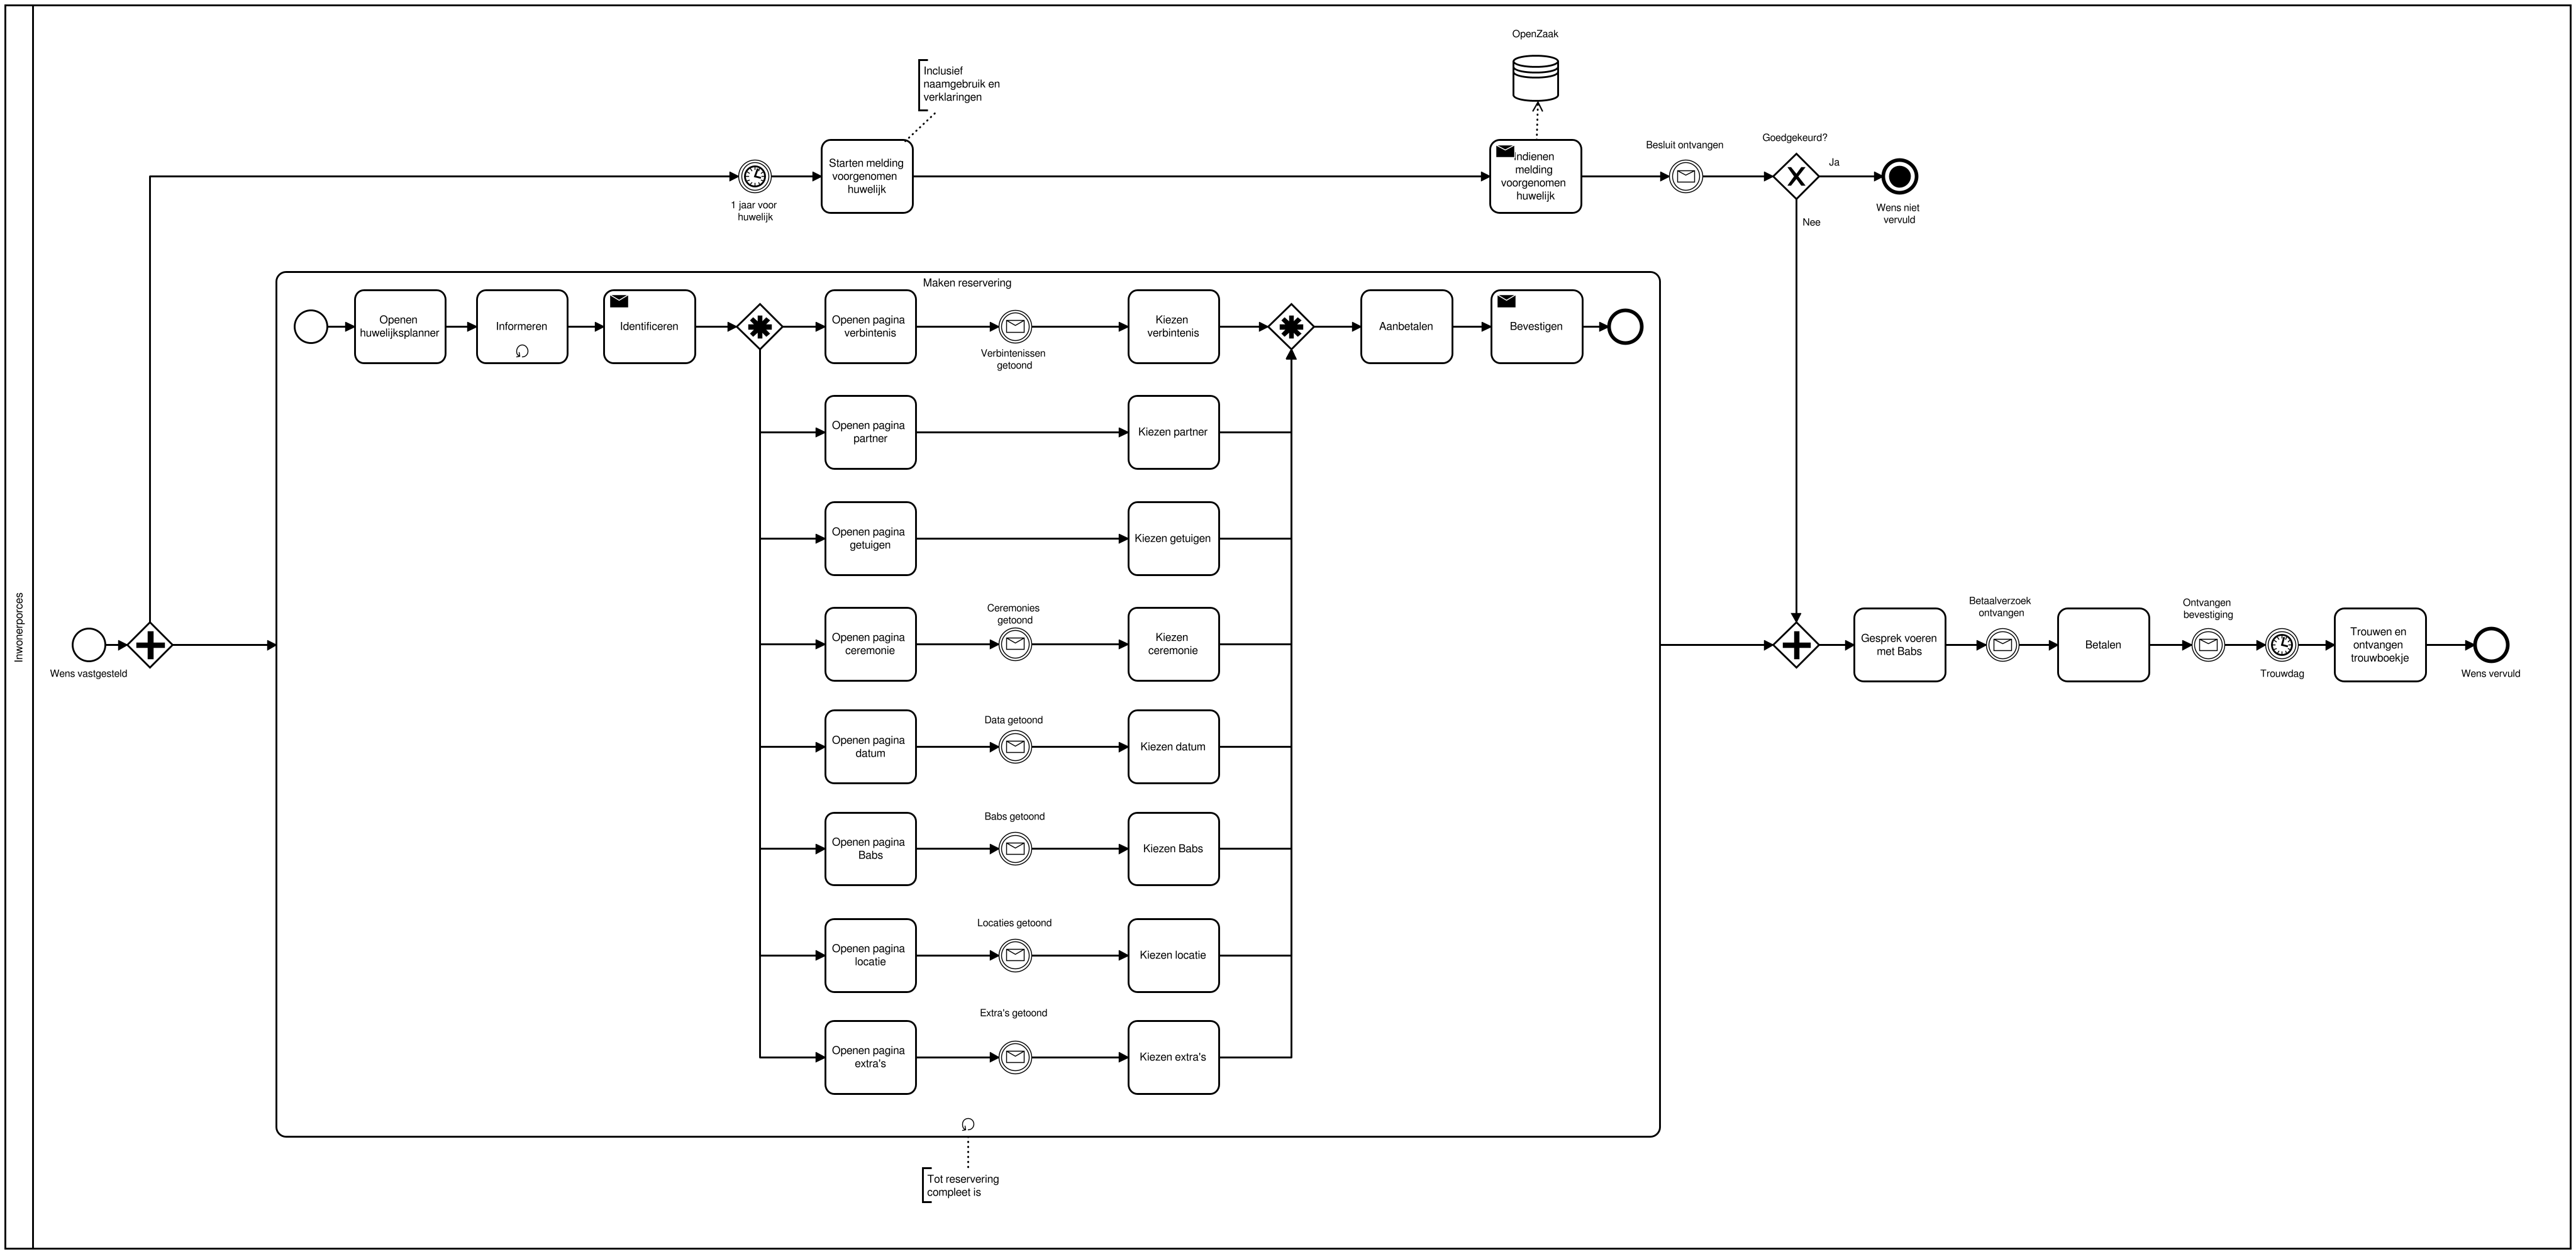 Inwonerporces
OpenZaak
Inclusief
naamgebruik en
verklaringen
1 jaar voor
huwelijk
Starten melding
voorgenomen
huwelijk
Indienen
melding
voorgenomen
huwelijk
Besluit ontvangen
Goedgekeurd?
Ja
Nee
Wens niet
vervuld
Maken reservering
Openen
huwelijksplanner
Informeren
Identificeren
Openen pagina
verbintenis
Verbintenissen
getoond
Kiezen
verbintenis
Aanbetalen
Bevestigen
Openen pagina
partner
Kiezen partner
Openen pagina
getuigen
Kiezen getuigen
Openen pagina
ceremonie
Ceremonies
getoond
Kiezen
ceremonie
Openen pagina
datum
Data getoond
Kiezen datum
Openen pagina
Babs
Babs getoond
Kiezen Babs
Openen pagina
locatie
Locaties getoond
Kiezen locatie
Openen pagina
extra's
Extra's getoond
Kiezen extra's
Tot reservering
compleet is
Wens vastgesteld
Gesprek voeren
met Babs
Betaalverzoek
ontvangen
Betalen
Ontvangen
bevestiging
Trouwdag
Trouwen en
ontvangen
trouwboekje
Wens vervuld